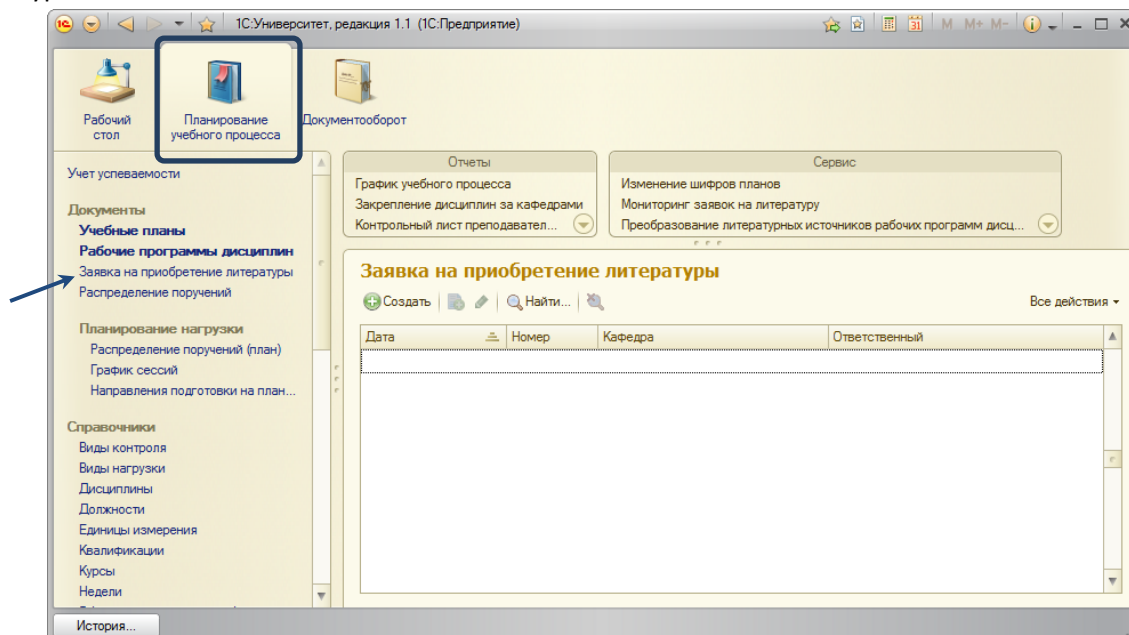 1С:Университет, редакция 1.1 (1С:Предприятие)
M M+ M-
31
Рабочий
стол
Планирование
учебного процесса
Документооборот
Учет успеваемости
Документы
Учебные планы
Рабочие программы дисциплин
Заявка на приобретение литературы
Распределение поручений
Планирование нагрузки
Распределение поручений (план)
График сессий
Направления подготовки на план...
Справочники
Виды контроля
Виды нагрузки
Дисциплины
Должности
Единицы измерения
Квалификации
Курсы
Недели
Отчеты
График учебного процесса
Закрепление дисциплин за кафедрами
Контрольный лист преподавател...
Сервис
Изменение шифров планов
Мониторинг заявок на литературу
Преобразование литературных источников рабочих программ дисц...
Заявка на приобретение литературы
Создать Найти... Все действия
Дата Номер Кафедра Ответственный
История...